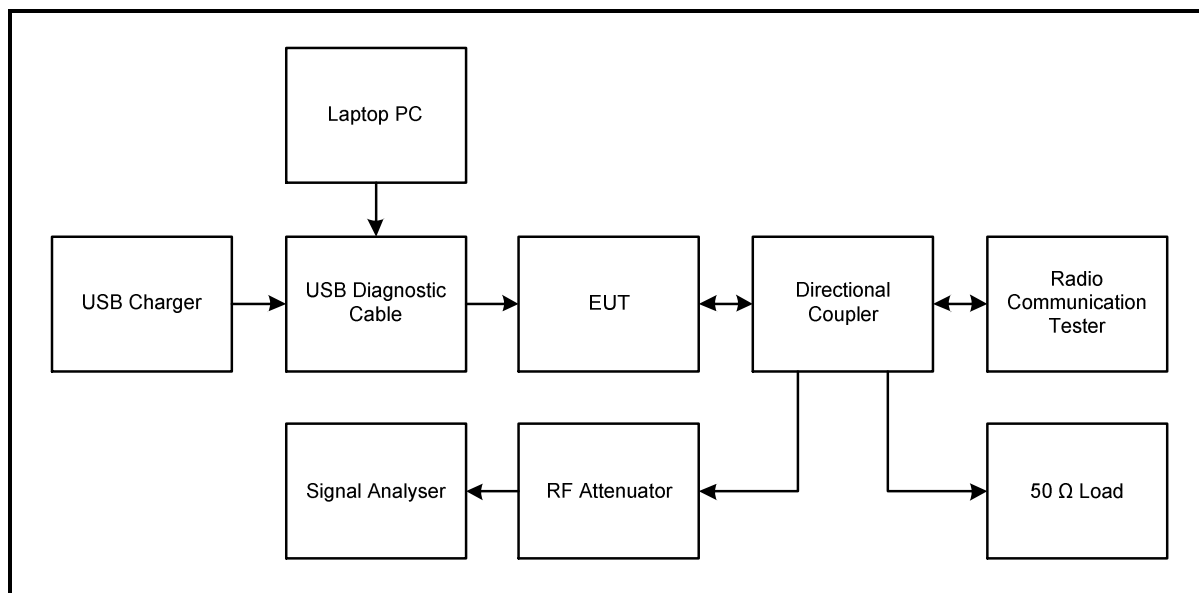 Laptop PC
USB Charger
USB Diagnostic
Cable
EUT
Directional
Coupler
Radio
Communication
Tester
Signal Analyser
RF Attenuator
50 Ω Load